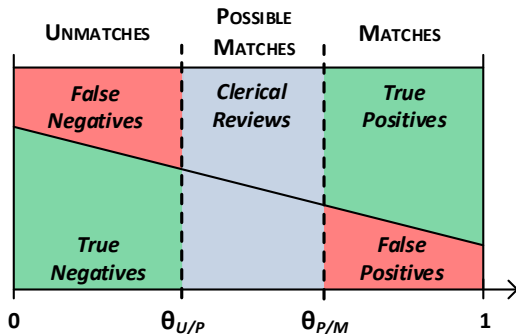 UNMATCHES
POSSIBLE
MATCHES
MATCHES
False
Negatives
Clerical
Reviews
True
Positives
True
Negatives
False
Positives
0
θU/P
θP/M
1